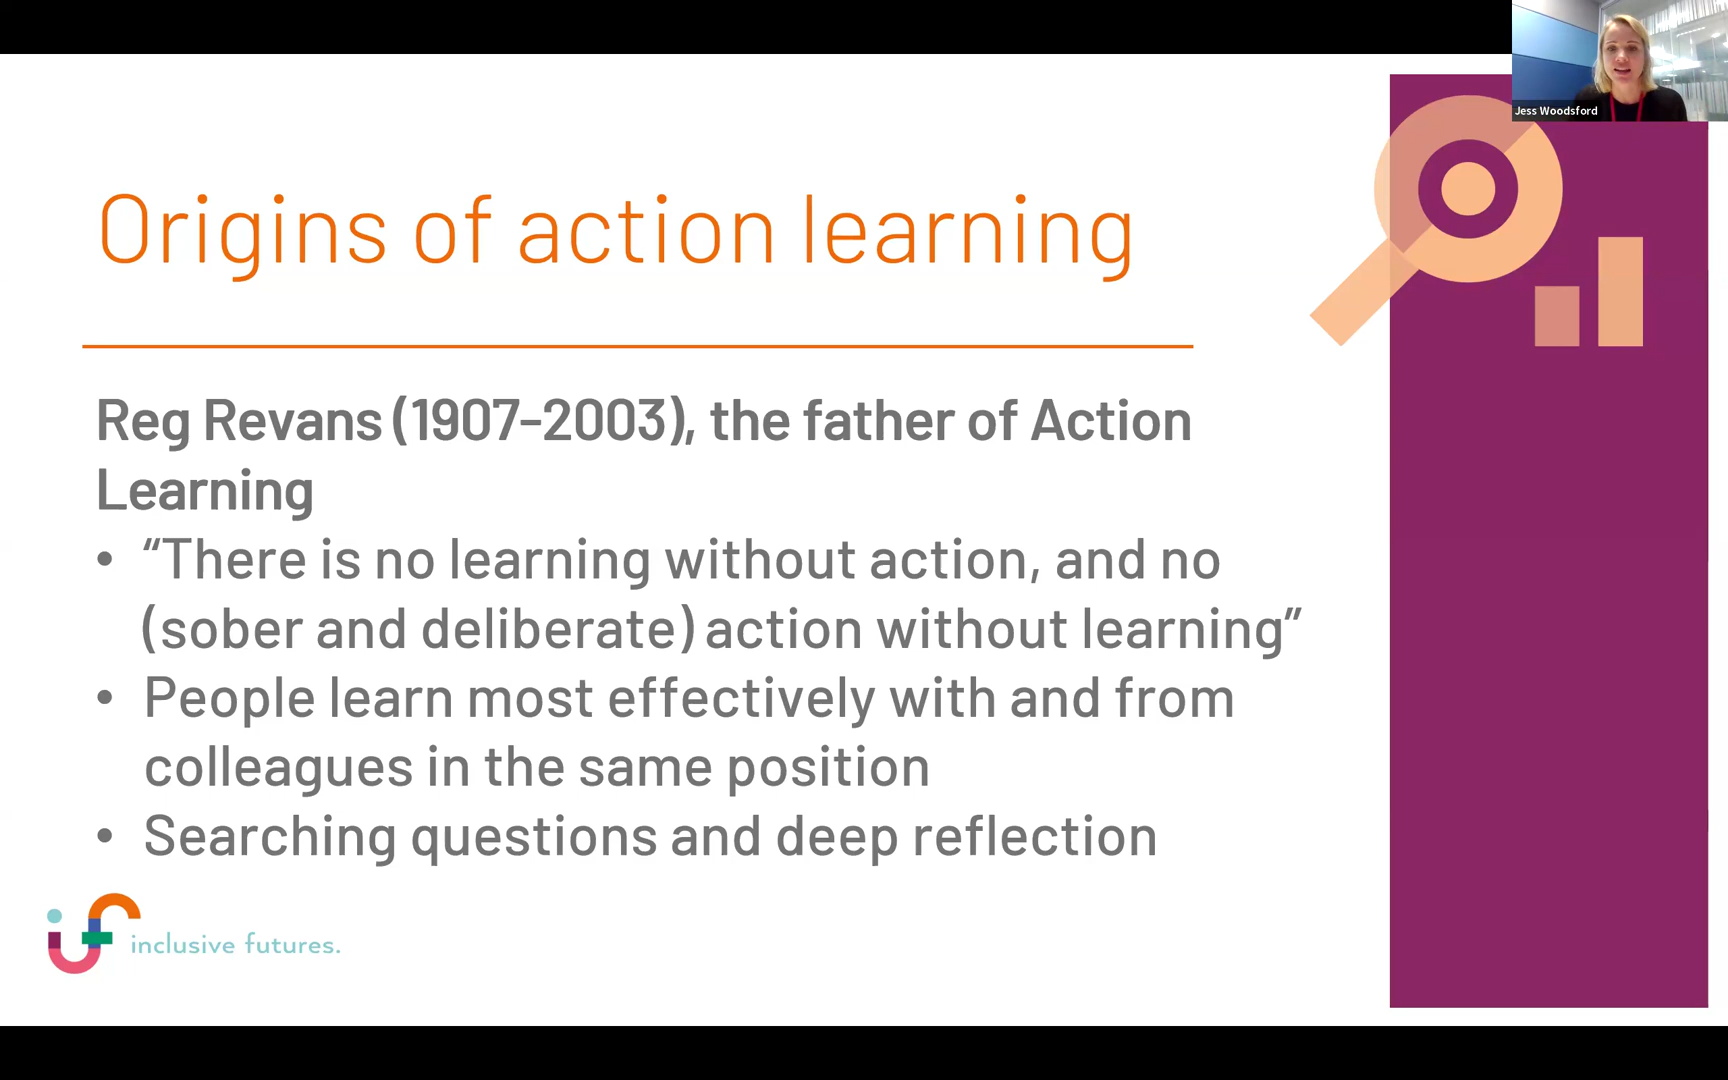 Jess Woodsford
Origins of action learning
Reg Revans (1907–2003), the father of Action
Learning
• “There is no learning without action, and no
(sober and deliberate) action without learning”
• People learn most effectively with and from
colleagues in the same position
• Searching questions and deep reflection
if inclusive futures.